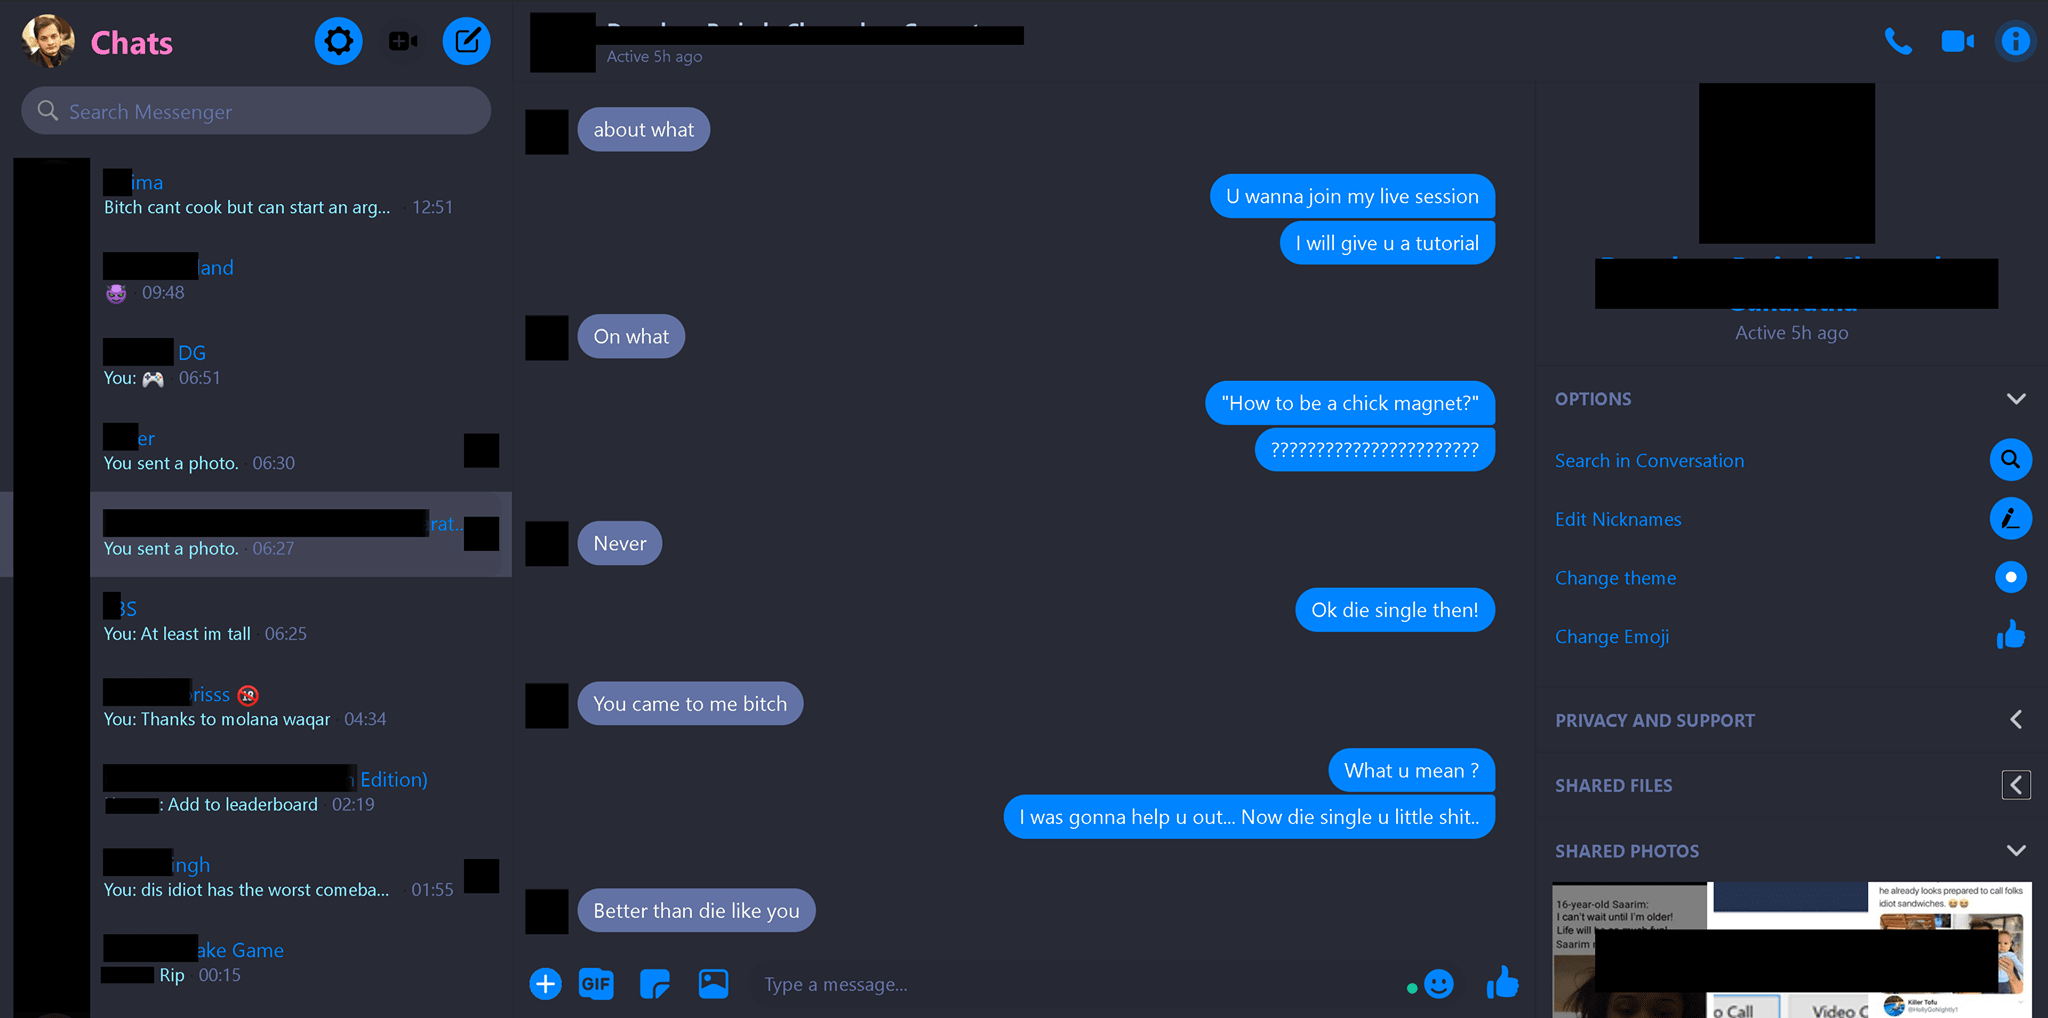 Chats
Search Messenger
ima
Bitch cant cook but can start an arg... · 12:51
land
😈 · 09:48
DG
You: 🎮 · 06:51
er
You sent a photo. · 06:30
rat...
You sent a photo. · 06:27
BS
You: At least im tall · 06:25
risss 🔞
You: Thanks to molana waqar · 04:34
Edition)
: Add to leaderboard · 02:19
ingh
You: dis idiot has the worst comeba... · 01:55
ake Game
Rip · 00:15
Active 5h ago
about what
U wanna join my live session
I will give u a tutorial
On what
"How to be a chick magnet?"
???????????????????????
Never
Ok die single then!
You came to me bitch
What u mean ?
I was gonna help u out... Now die single u little shit..
Better than die like you
GIF
Type a message...
Active 5h ago
OPTIONS
Search in Conversation
Edit Nicknames
Change theme
Change Emoji
PRIVACY AND SUPPORT
SHARED FILES
SHARED PHOTOS
16-year-old Saarim:
I can't wait until I'm older!
Life will
Saarim
he already looks prepared to call folks
idiot sandwiches. 😂😂
o Call
Video C
Killer Tofu
@HollyGoNightly1